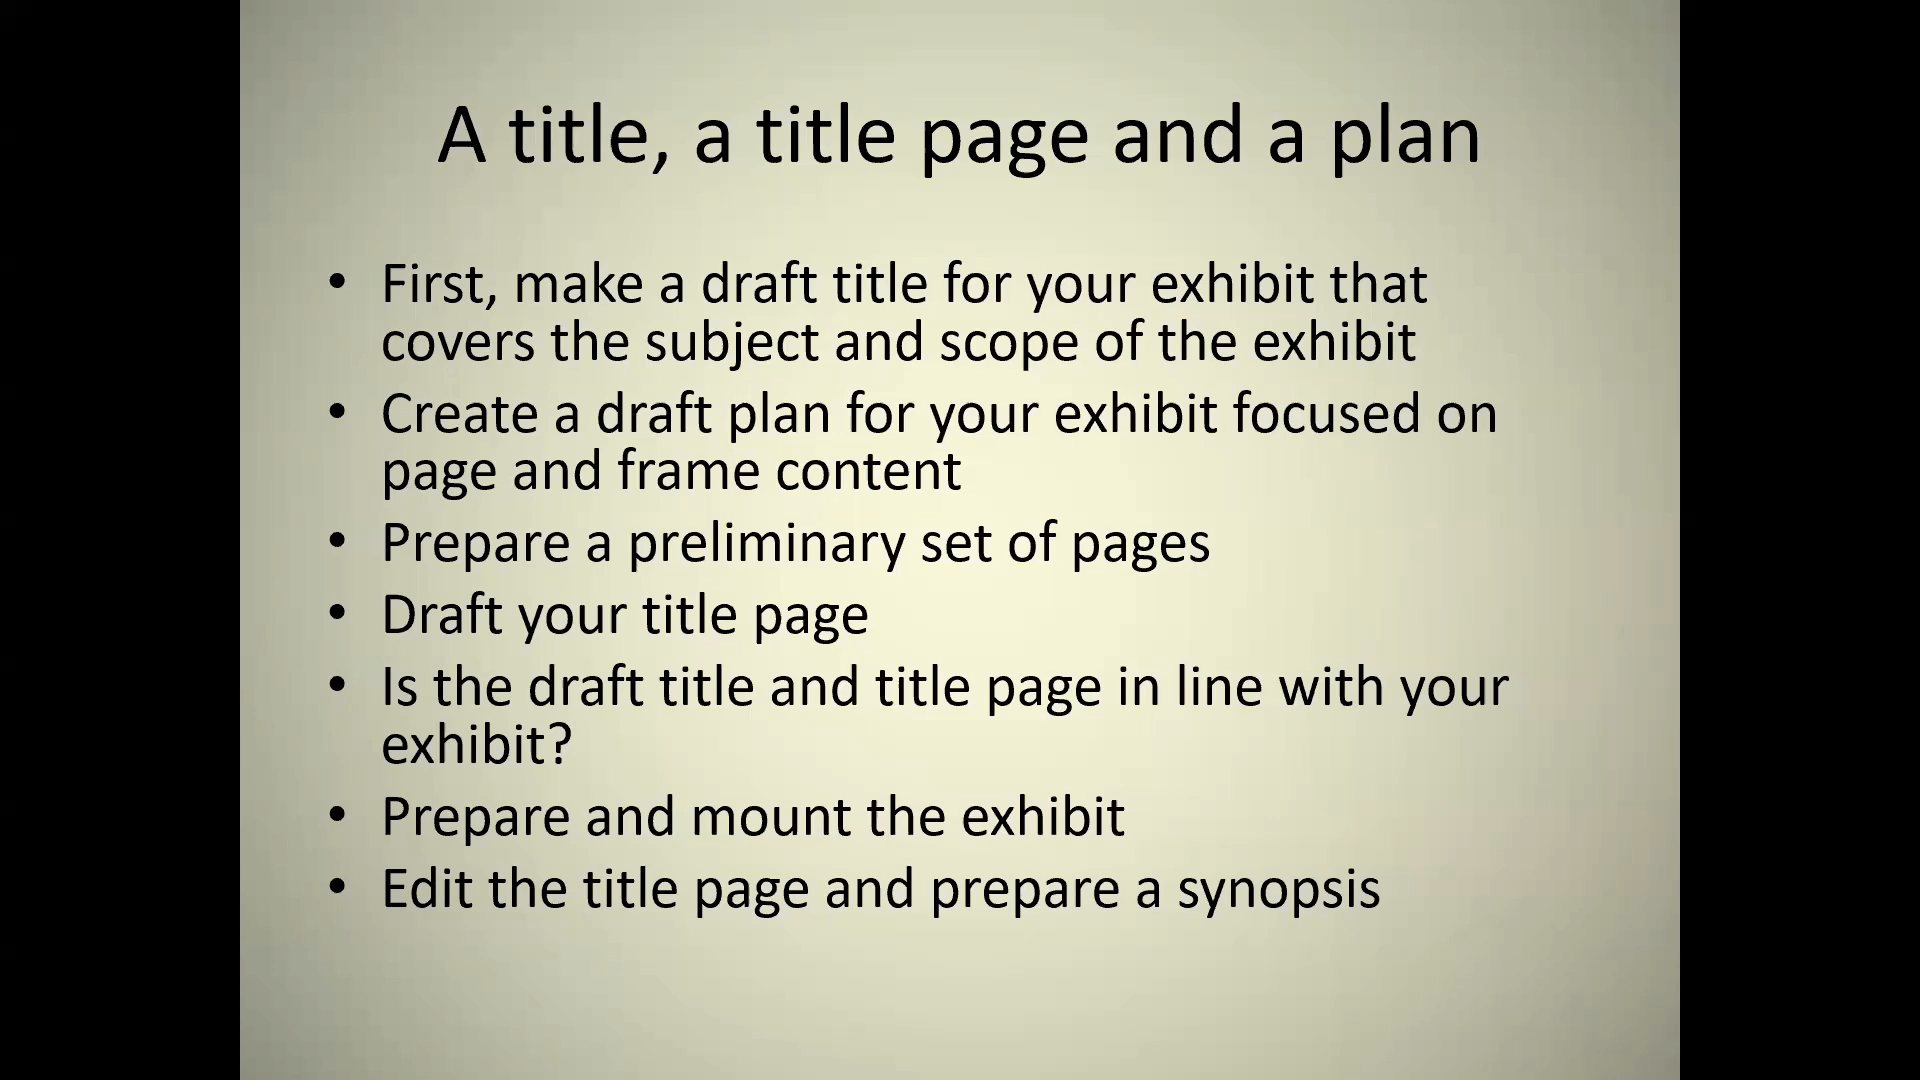 A title, a title page and a plan
• First, make a draft title for your exhibit that
covers the subject and scope of the exhibit
• Create a draft plan for your exhibit focused on
page and frame content
• Prepare a preliminary set of pages
• Draft your title page
• Is the draft title and title page in line with your
exhibit?
• Prepare and mount the exhibit
• Edit the title page and prepare a synopsis